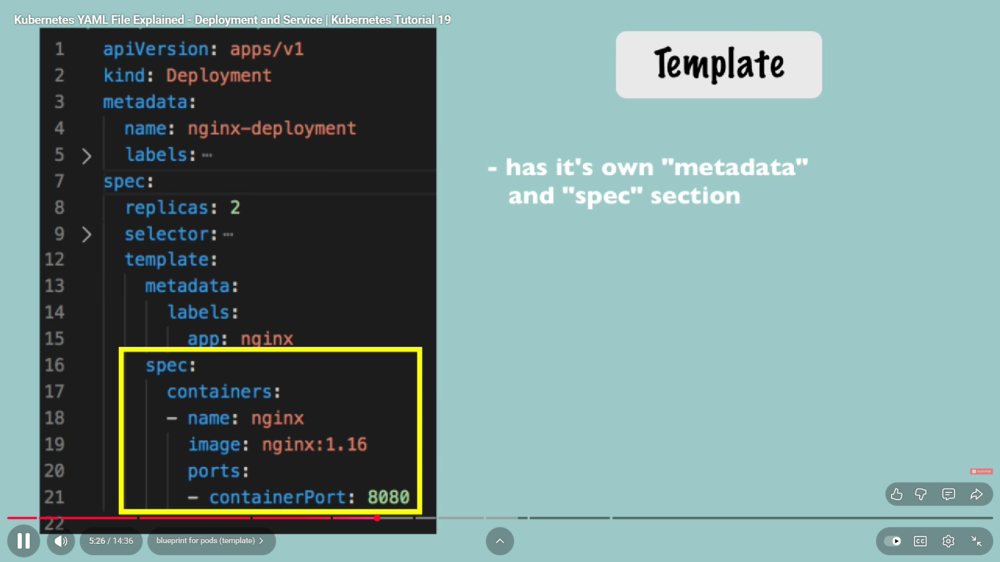 Kubernetes YAML File Explained - Deployment and Service | Kubernetes Tutorial 19
1 apiVersion: apps/v1
2 kind: Deployment
3 metadata:
4 name: nginx-deployment
5 labels:…
7 spec:
8 replicas: 2
9 selector:…
12 template:
13 metadata:
14 labels:
15 app: nginx
16 spec:
17 containers:
18 - name: nginx
19 image: nginx:1.16
20 ports:
21 - containerPort: 8080
22
Template
- has it's own "metadata"
and "spec" section
SUBSCRIBE
5:26 / 14:36
blueprint for pods (template)
CC